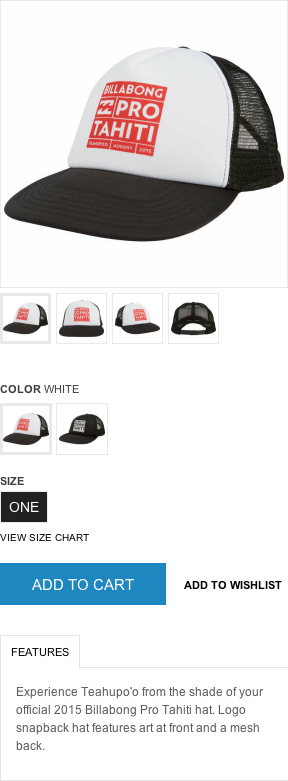 BILLABONG
PRO
TAHITI
TEAHUPO'O AUGUST 2015
COLOR WHITE
SIZE
ONE
VIEW SIZE CHART
ADD TO CART
ADD TO WISHLIST
FEATURES
Experience Teahupo'o from the shade of your
official 2015 Billabong Pro Tahiti hat. Logo
snapback hat features art at front and a mesh
back.